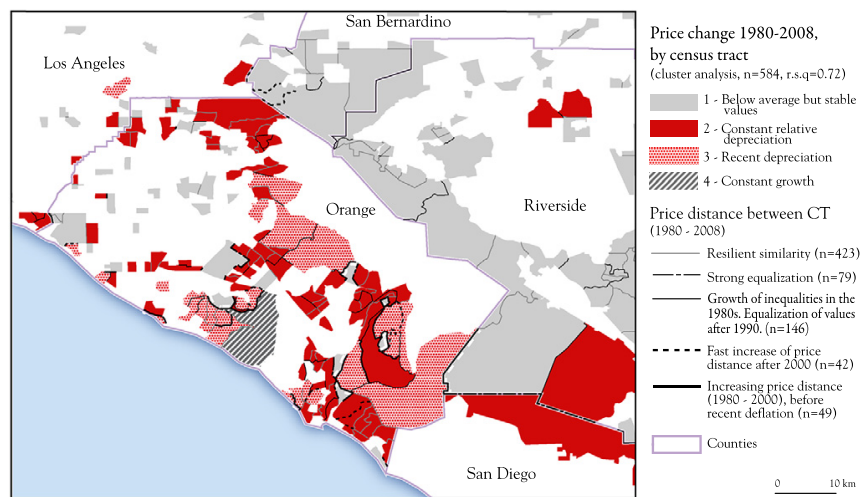 San Bernardino
Los Angeles
Orange
Riverside
San Diego
Price change 1980-2008,
by census tract
(cluster analysis, n=584, r.s.q=0.72)
1 - Below average but stable
values
2 - Constant relative
depreciation
3 - Recent depreciation
4 - Constant growth
Price distance between CT
(1980 - 2008)
Resilient similarity (n=423)
Strong equalization (n=79)
Growth of inequalities in the
1980s. Equalization of values
after 1990. (n=146)
Fast increase of price
distance after 2000 (n=42)
Increasing price distance
(1980 - 2000), before
recent deflation (n=49)
Counties
0 10 km